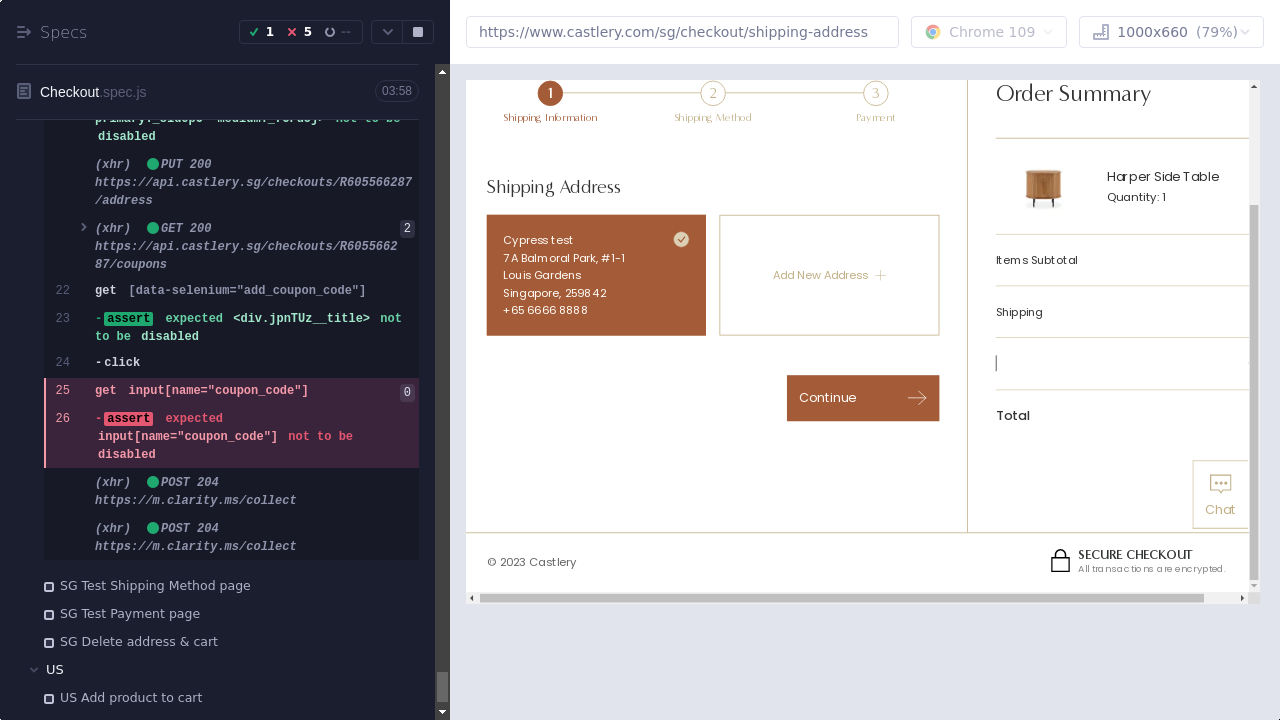 Specs
1
5
--
Checkout.spec.js
03:58
disabled
(xhr) PUT 200
https://api.castlery.sg/checkouts/R605566287
/address
(xhr) GET 200
2
https://api.castlery.sg/checkouts/R6055662
87/coupons
22 get [data-selenium="add_coupon_code"]
23 -assert expected <div.jpnTUz__title> not
to be disabled
24 -click
25 get input[name="coupon_code"]
0
26 -assert expected
input[name="coupon_code"] not to be
disabled
(xhr) POST 204
https://m.clarity.ms/collect
(xhr) POST 204
https://m.clarity.ms/collect
SG Test Shipping Method page
SG Test Payment page
SG Delete address & cart
US
US Add product to cart
https://www.castlery.com/sg/checkout/shipping-address
Chrome 109
1000x660 (79%)
1
2
3
Shipping Information
Shipping Method
Payment
Shipping Address
Cypress test
7A Balmoral Park, #1-1
Louis Gardens
Singapore, 259842
+65 6666 8888
Add New Address
Continue
Order Summary
Harper Side Table
Quantity: 1
Items Subtotal
Shipping
Total
Chat
© 2023 Castlery
SECURE CHECKOUT
All transactions are encrypted.